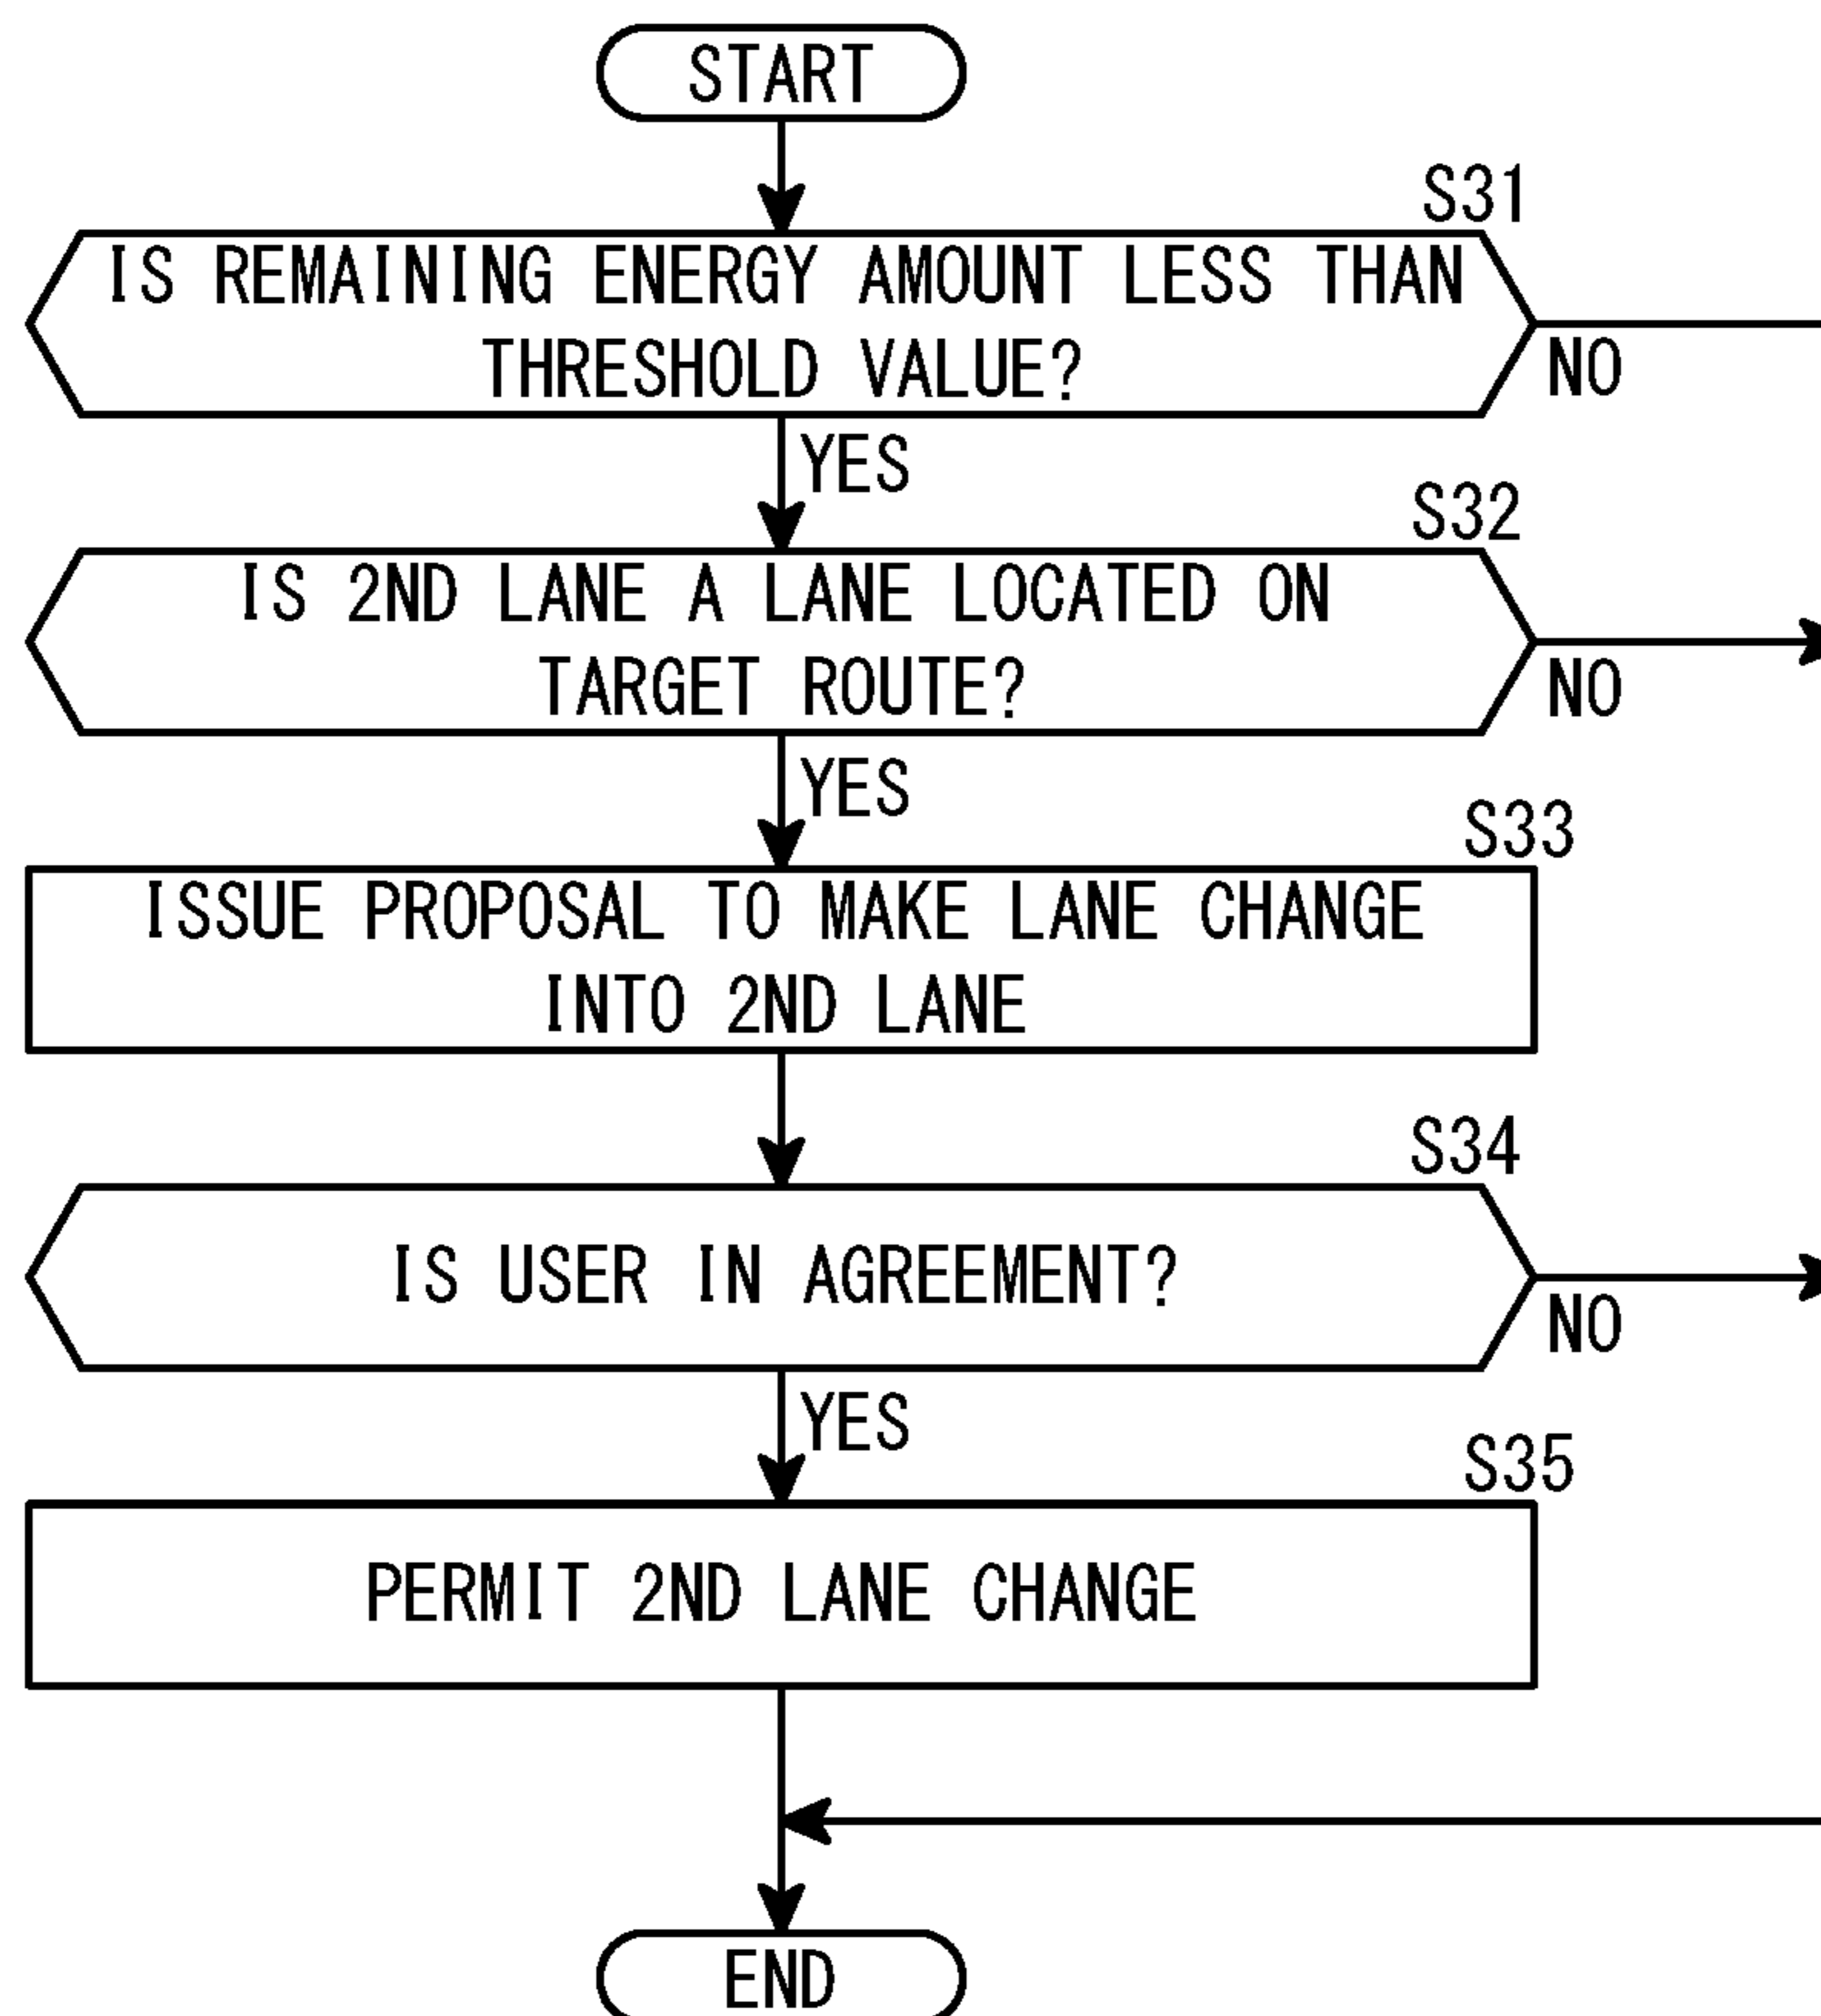 START
S31
IS REMAINING ENERGY AMOUNT LESS THAN
THRESHOLD VALUE?
NO
YES
S32
IS 2ND LANE A LANE LOCATED ON
TARGET ROUTE?
NO
YES
S33
ISSUE PROPOSAL TO MAKE LANE CHANGE
INTO 2ND LANE
S34
IS USER IN AGREEMENT?
NO
YES
S35
PERMIT 2ND LANE CHANGE
END